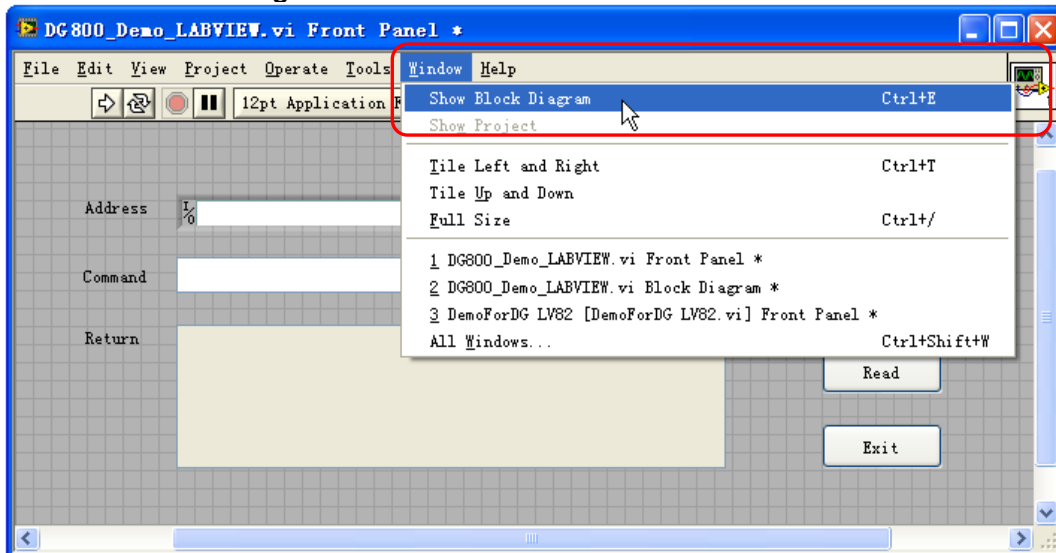 DG800_Demo_LABVIEW.vi Front Panel *
File Edit View Project Operate Tools Window Help
12pt Application
Show Block Diagram Ctrl+E
Show Project
Tile Left and Right Ctrl+T
Tile Up and Down
Full Size Ctrl+/
1 DG800_Demo_LABVIEW.vi Front Panel *
2 DG800_Demo_LABVIEW.vi Block Diagram *
3 DemoForDG LV82 [DemoForDG LV82.vi] Front Panel *
All Windows... Ctrl+Shift+W
Address I/O
Command
Return
Read
Exit